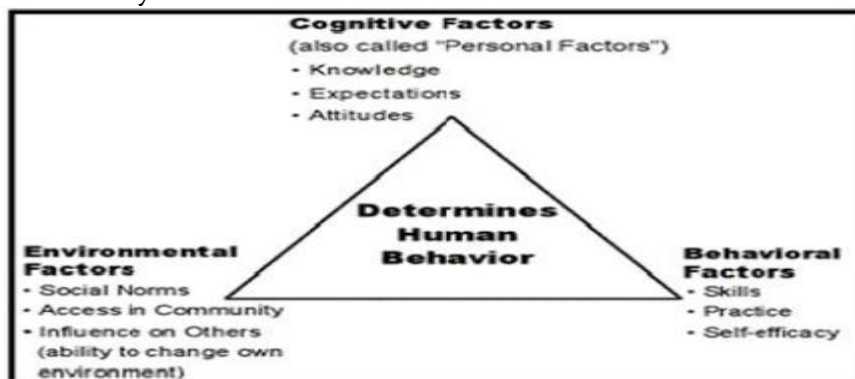 Cognitive Factors
(also called "Personal Factors")
• Knowledge
• Expectations
• Attitudes
Determines
Human
Behavior
Environmental
Factors
• Social Norms
• Access in Community
• Influence on Others
(ability to change own
environment)
Behavioral
Factors
• Skills
• Practice
• Self-efficacy